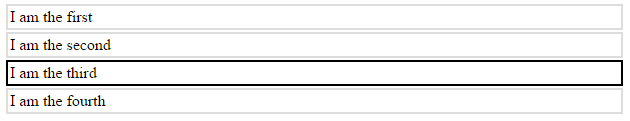 I am the first
I am the second
I am the third
I am the fourth